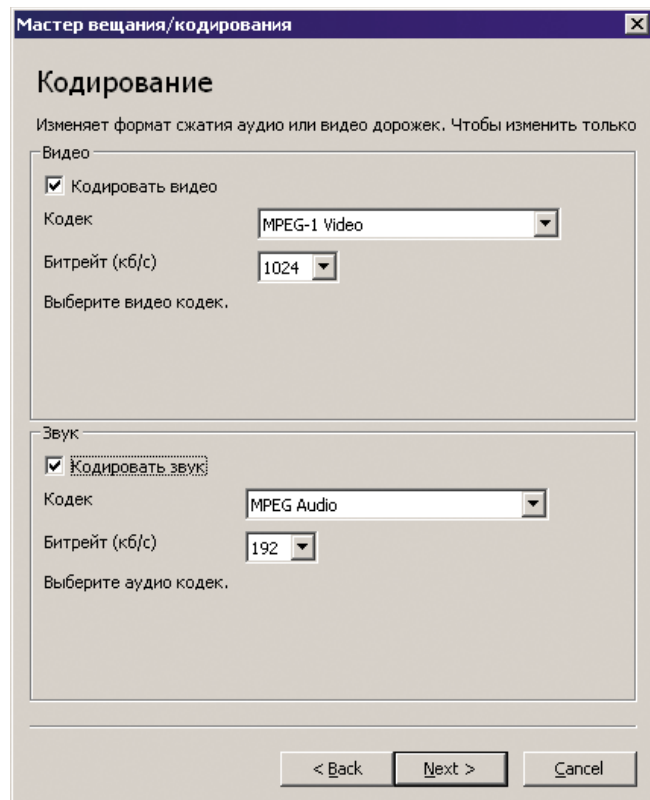 Мастер вещания/кодирования
Кодирование
Изменяет формат сжатия аудио или видео дорожек. Чтобы изменить только
Видео
Кодировать видео
Кодек MPEG-1 Video
Битрейт (кб/с) 1024
Выберите видео кодек.
Звук
Кодировать звук
Кодек MPEG Audio
Битрейт (кб/с) 192
Выберите аудио кодек.
< Back Next > Cancel